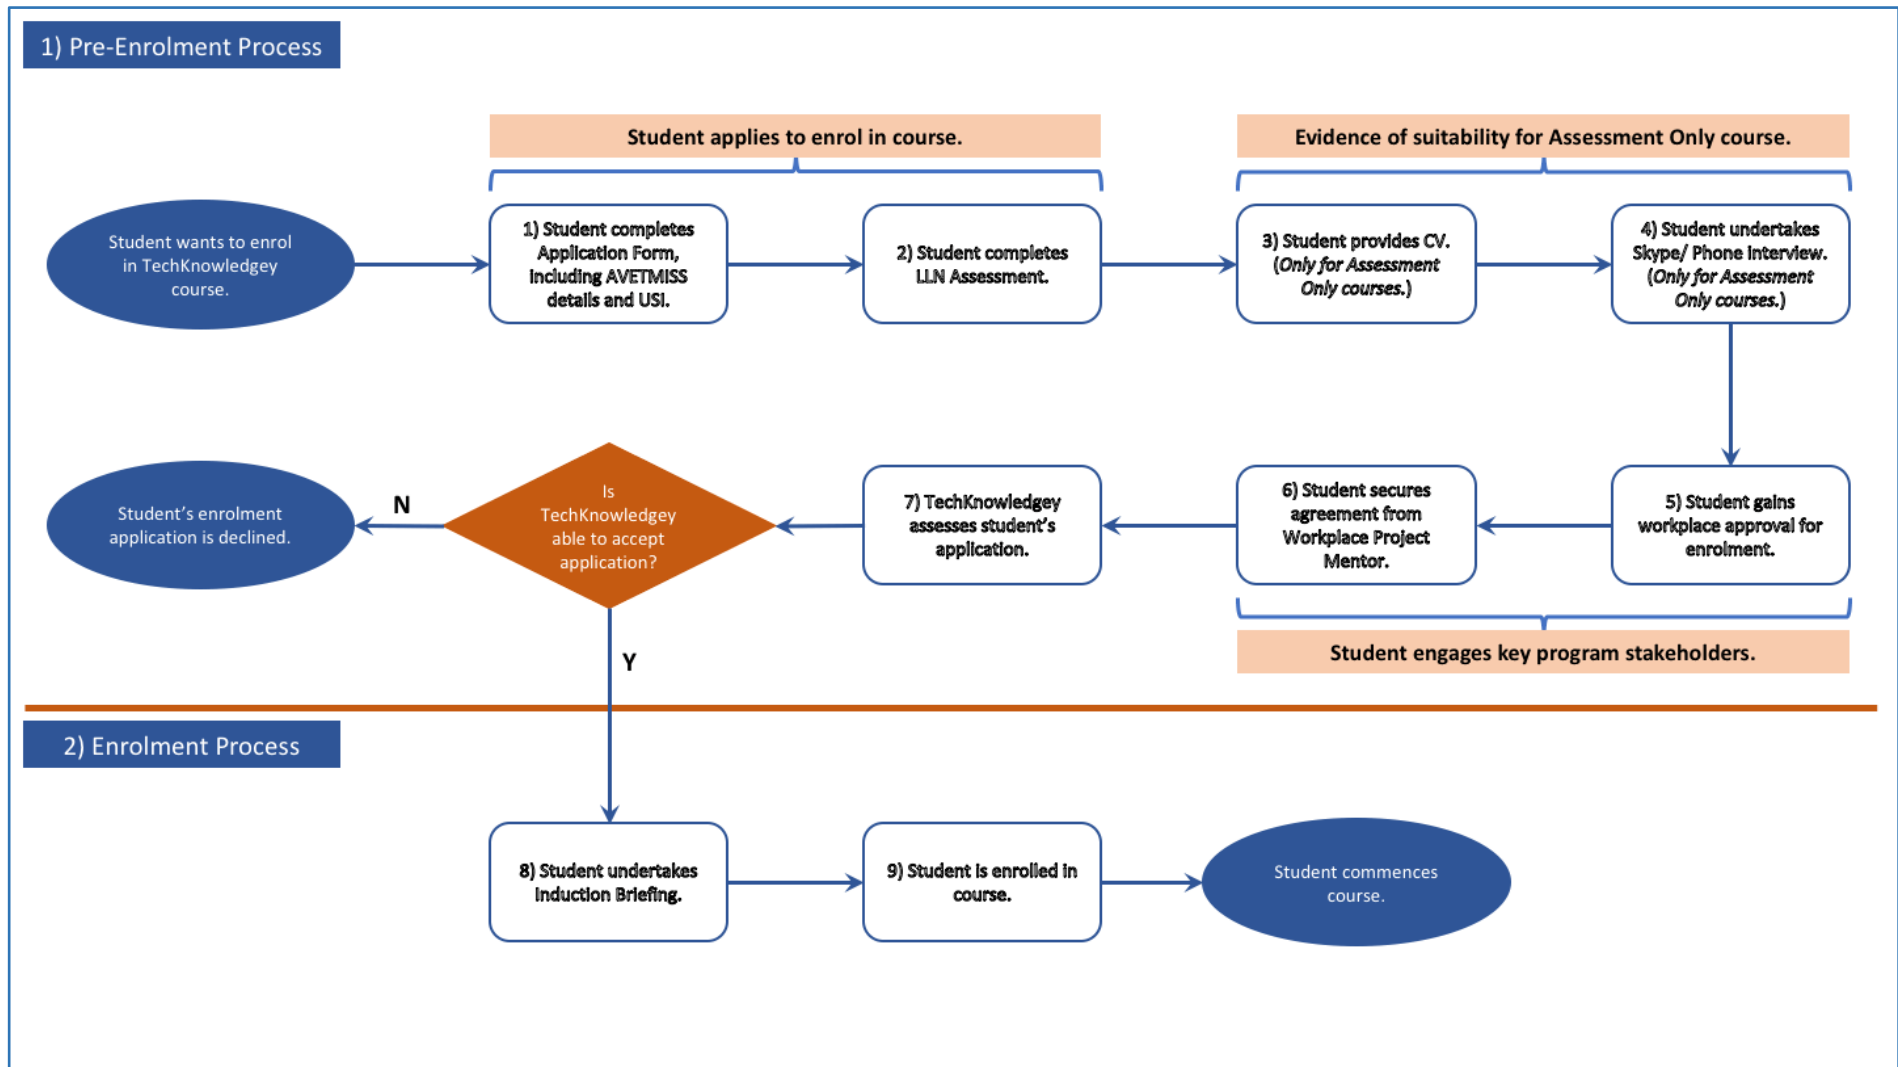 1) Pre-Enrolment Process
Student applies to enrol in course.
Evidence of suitability for Assessment Only course.
Student wants to enrol
in TechKnowledgey
course.
1) Student completes
Application Form,
including AVETMISS
details and USI.
2) Student completes
LLN Assessment.
3) Student provides CV.
(Only for Assessment
Only courses.)
4) Student undertakes
Skype/ Phone interview.
(Only for Assessment
Only courses.)
5) Student gains
workplace approval for
enrolment.
6) Student secures
agreement from
Workplace Project
Mentor.
Student engages key program stakeholders.
7) TechKnowledgey
assesses student’s
application.
Is
TechKnowledgey
able to accept
application?
N
Student’s enrolment
application is declined.
Y
2) Enrolment Process
8) Student undertakes
Induction Briefing.
9) Student is enrolled in
course.
Student commences
course.